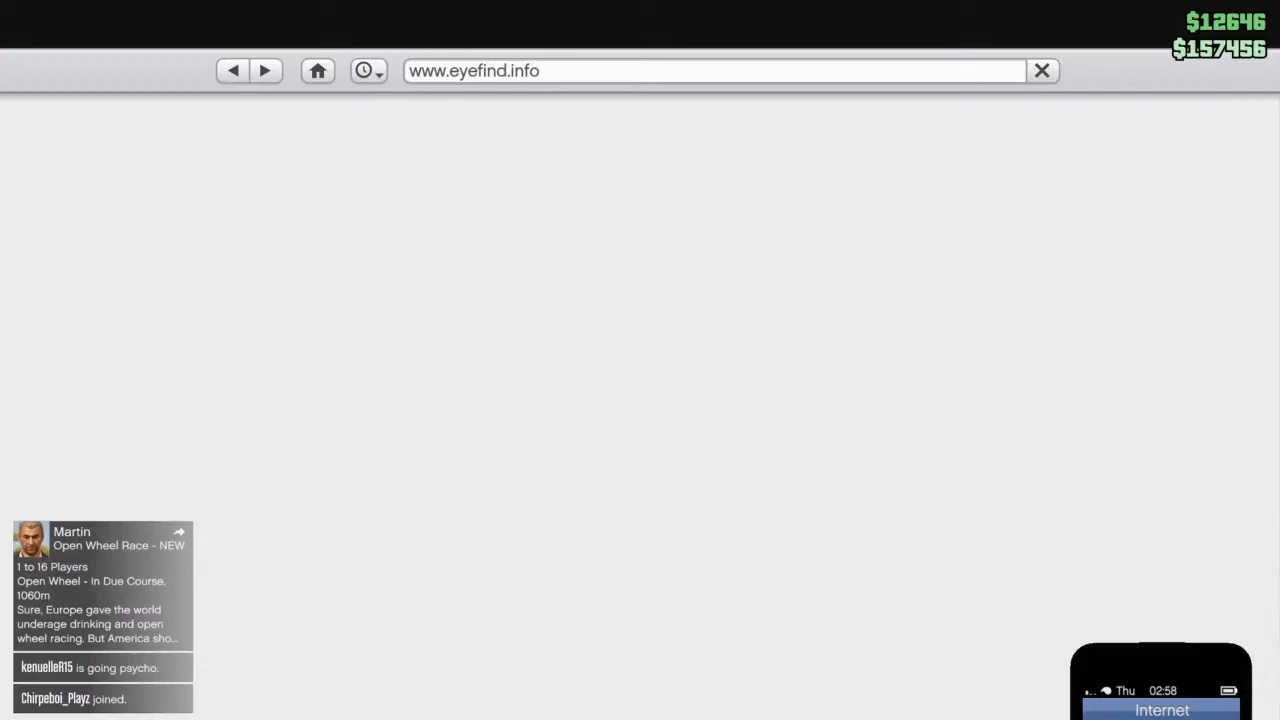 $12646
$157456
www.eyefind.info
Martin
Open Wheel Race - NEW
1 to 16 Players
Open Wheel - In Due Course,
1060m
Sure, Europe gave the world
underage drinking and open
wheel racing. But America sho...
kenuelleR15 is going psycho.
Chirpeboi_Playz joined.
Thu 02:58
Internet